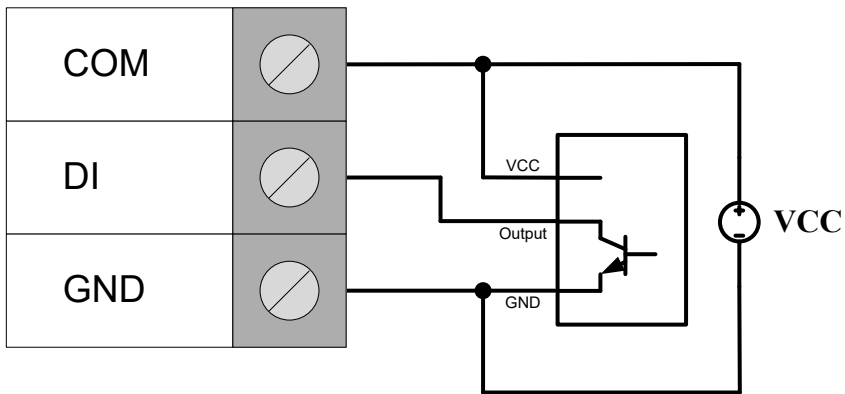 COM
DI
GND
VCC
Output
GND
VCC